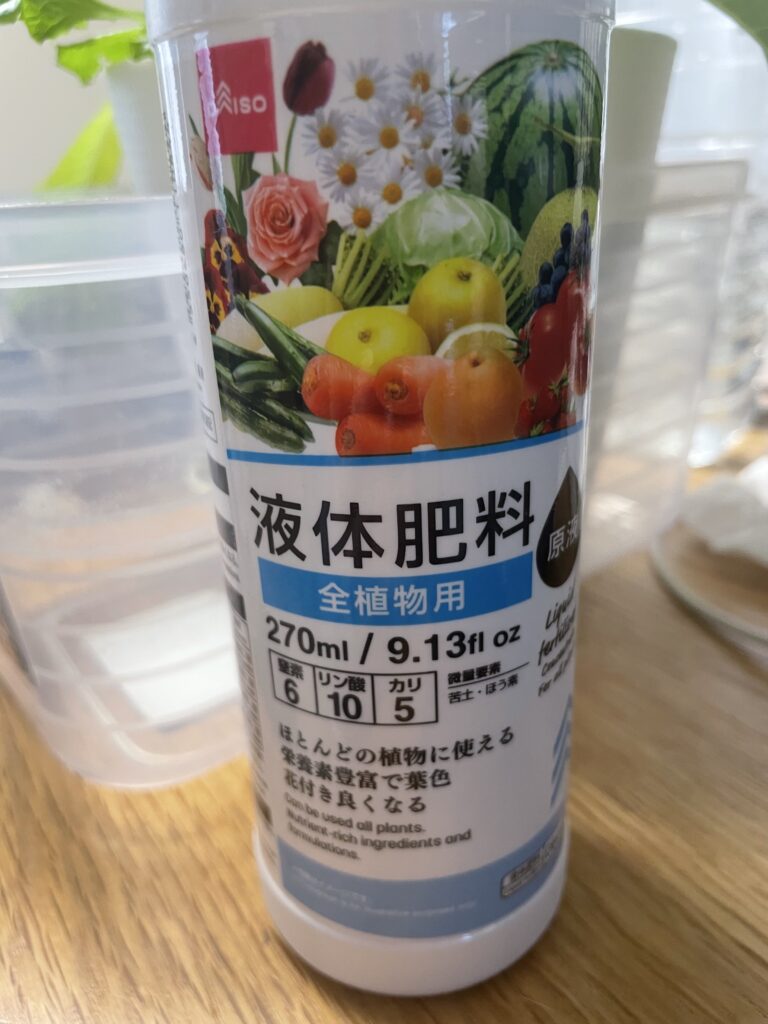 ISO
液体肥料
原液
全植物用
270ml / 9.13fl oz
Liquid
窒素 リン酸 カリ 微量要素
6 10 5 苦土・ほう素
ほとんどの植物に使える
栄養素豊富で葉色
花付き良くなる
Can be used all plants.
Nutrient-rich ingredients and
formulations.